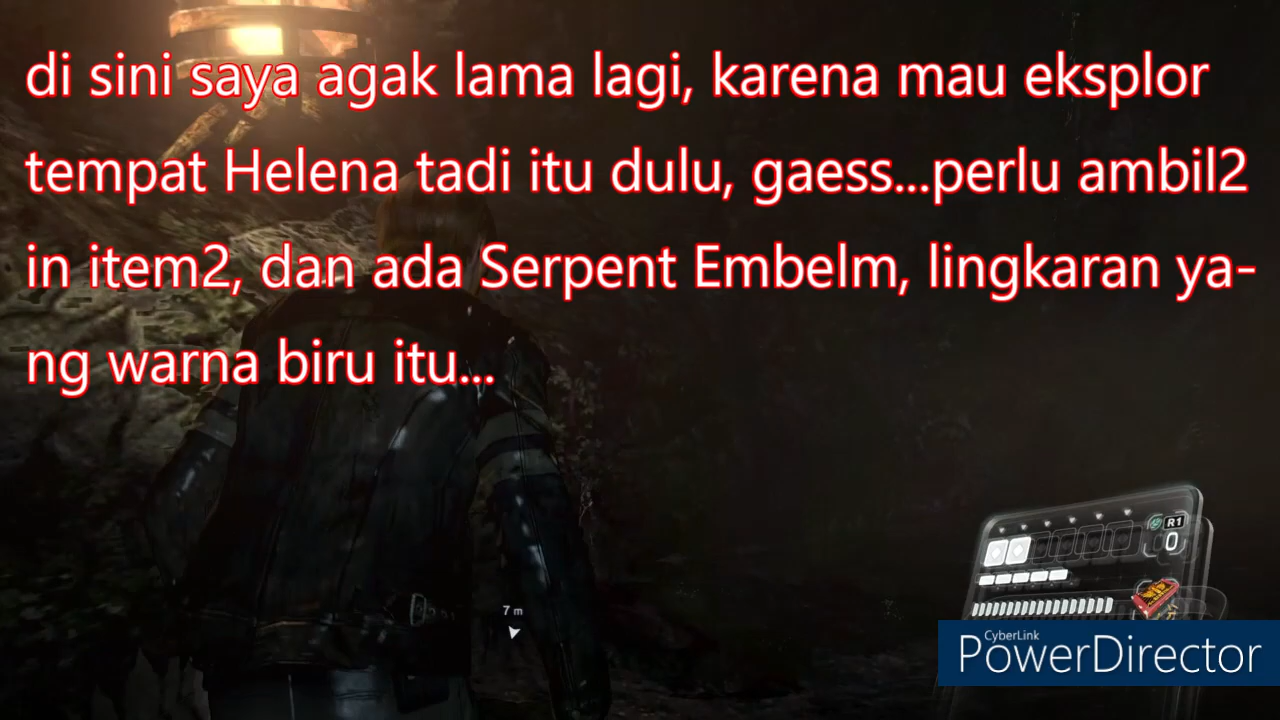 di sini saya agak lama lagi, karena mau eksplor
tempat Helena tadi itu dulu, gaess...perlu ambil2
in item2, dan ada Serpent Embelm, lingkaran ya-
ng warna biru itu...
R1
0
7 m
CyberLink
PowerDirector